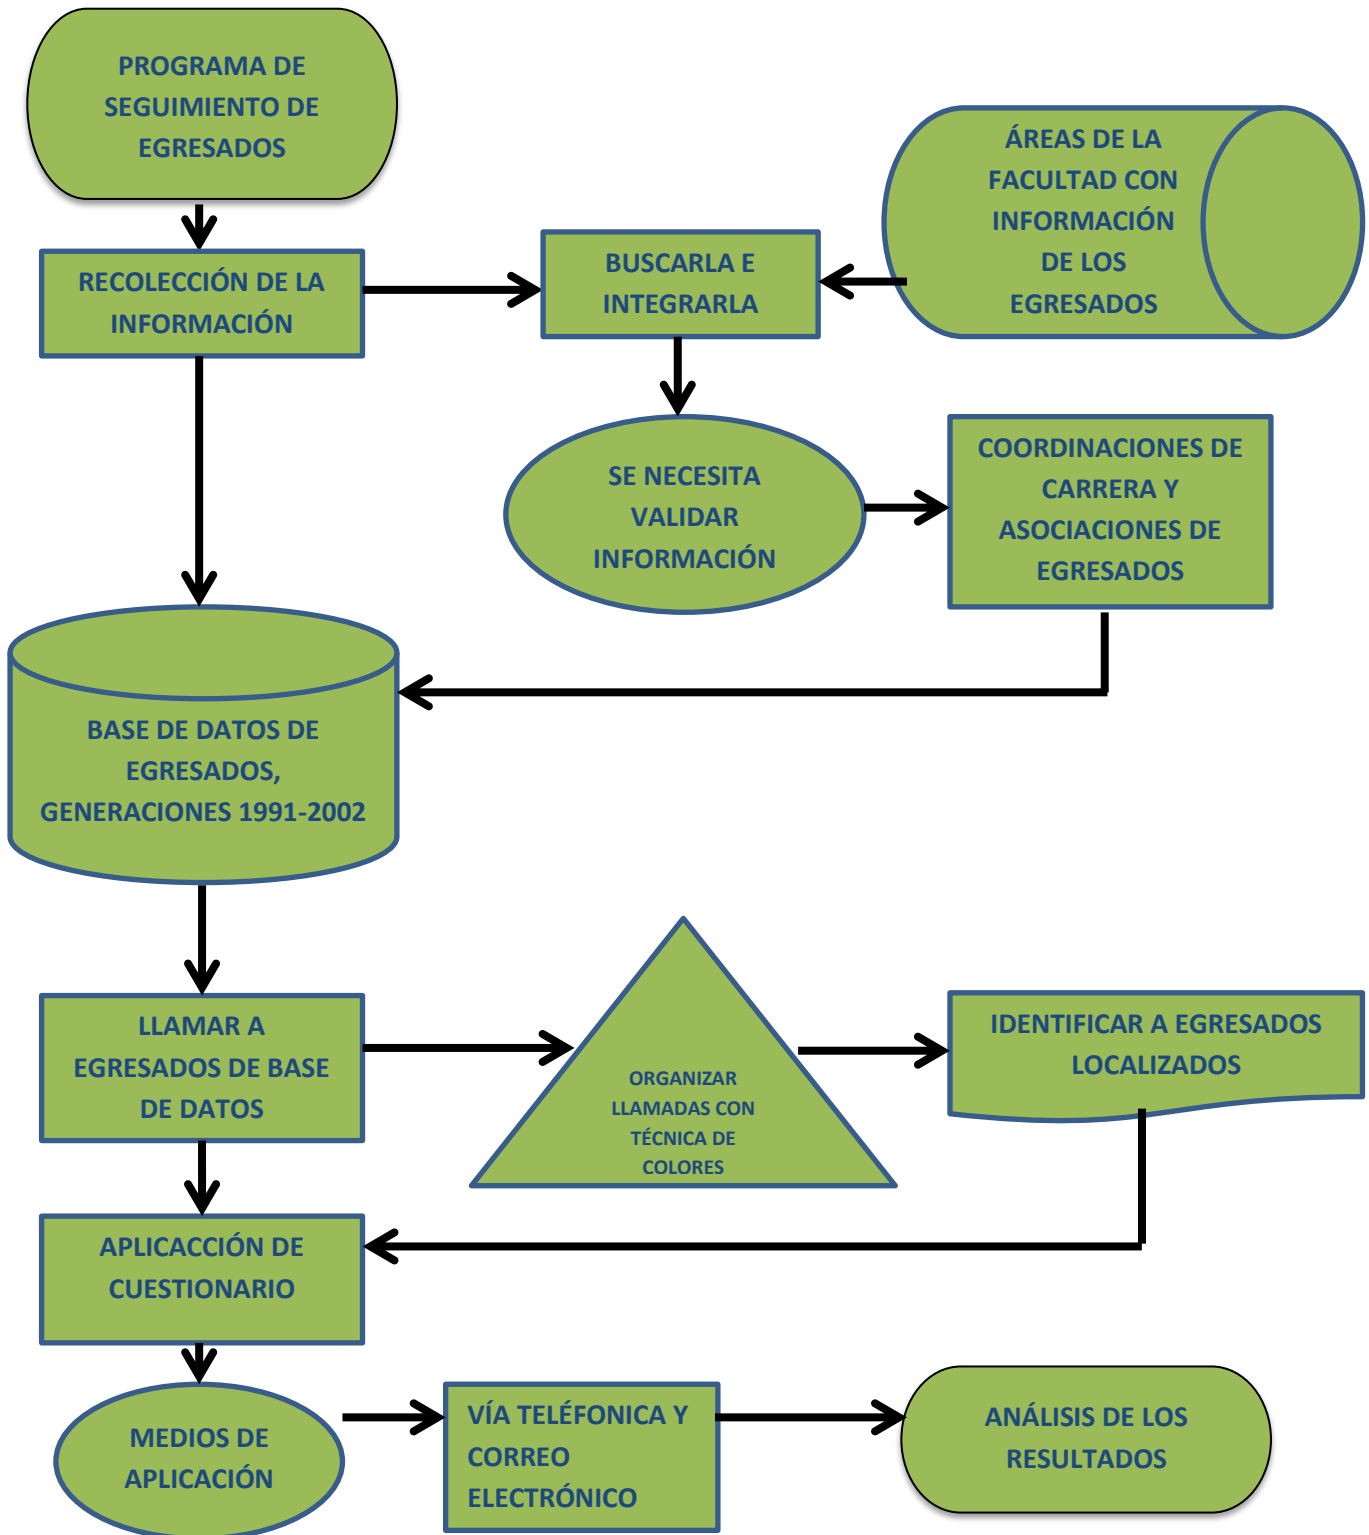 PROGRAMA DE
SEGUIMIENTO DE
EGRESADOS
ÁREAS DE LA
FACULTAD CON
INFORMACIÓN
DE LOS
EGRESADOS
RECOLECCIÓN DE LA
INFORMACIÓN
BUSCARLA E
INTEGRARLA
SE NECESITA
VALIDAR
INFORMACIÓN
COORDINACIONES DE
CARRERA Y
ASOCIACIONES DE
EGRESADOS
BASE DE DATOS DE
EGRESADOS,
GENERACIONES 1991-2002
LLAMAR A
EGRESADOS DE BASE
DE DATOS
ORGANIZAR
LLAMADAS CON
TÉCNICA DE
COLORES
IDENTIFICAR A EGRESADOS
LOCALIZADOS
APLICACCIÓN DE
CUESTIONARIO
MEDIOS DE
APLICACIÓN
VÍA TELÉFONICA Y
CORREO
ELECTRÓNICO
ANÁLISIS DE LOS
RESULTADOS